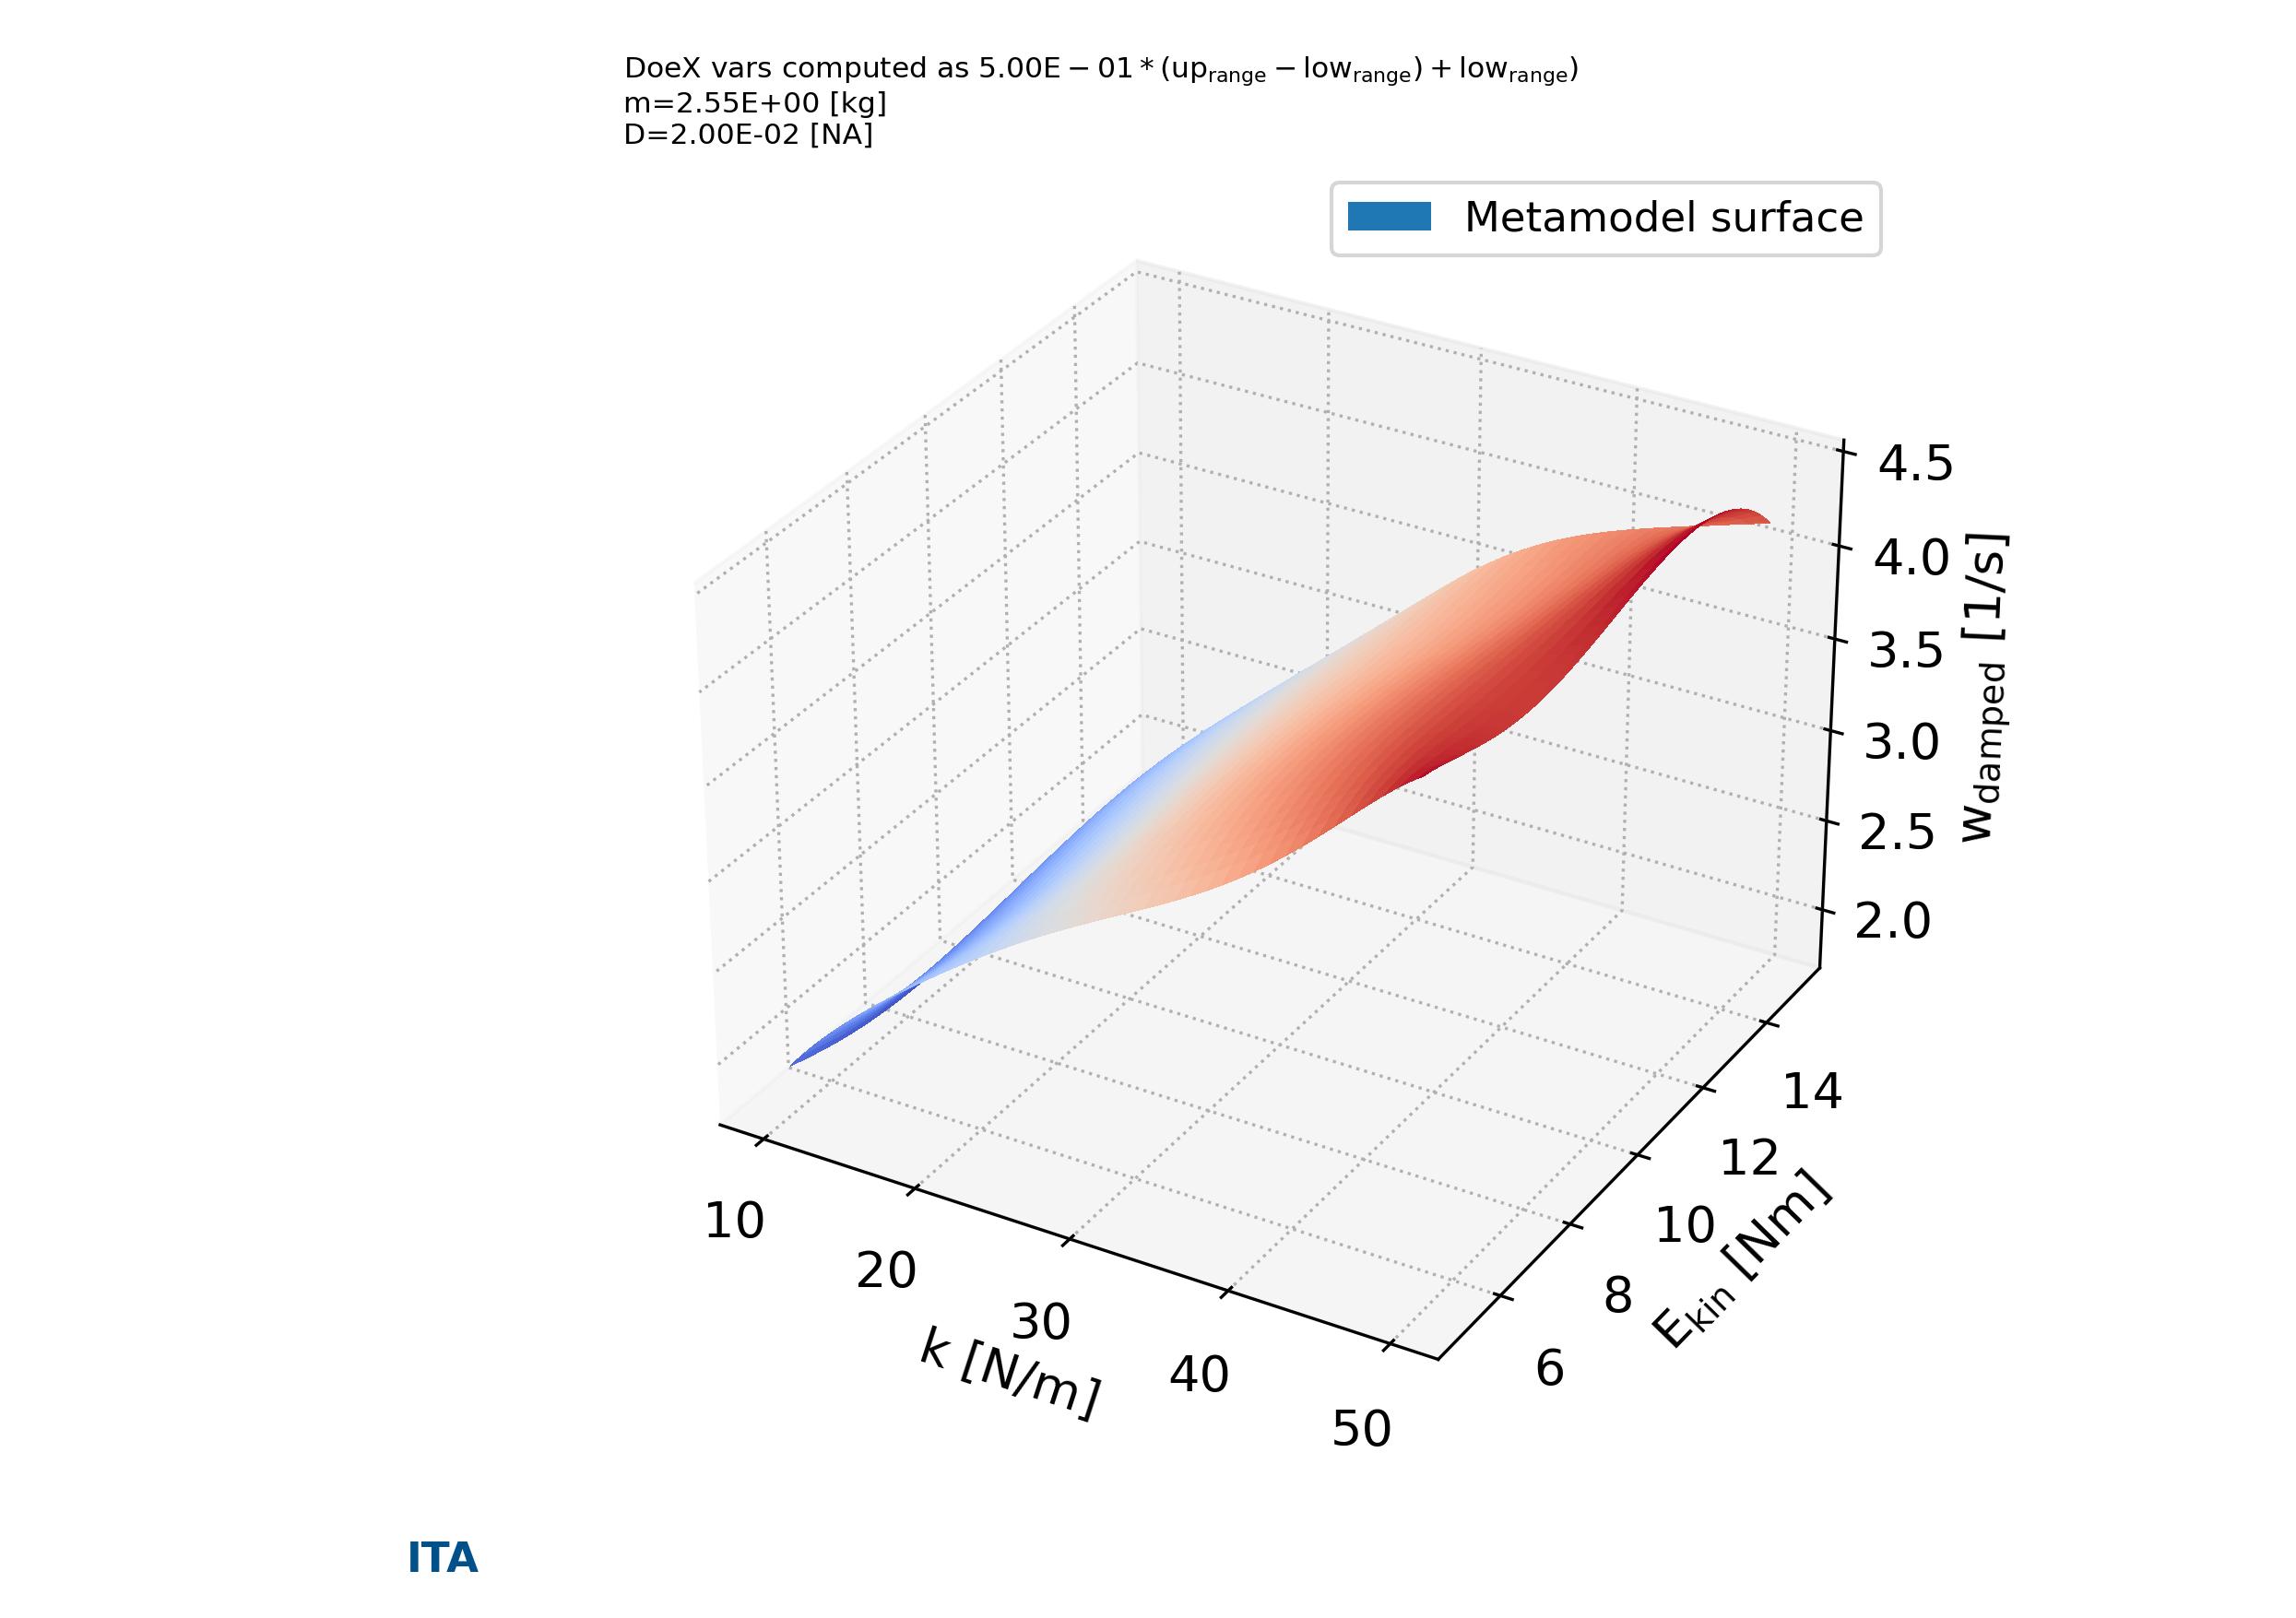 DoeX vars computed as 5.00E − 01 * (up_range − low_range) + low_range)
m=2.55E+00 [kg]
D=2.00E-02 [NA]
Metamodel surface
4.5
4.0
3.5
3.0
2.5
2.0
w_damped [1/s]
14
12
10
8
6
E_kin [Nm]
10
20
30
40
50
k [N/m]
ITA